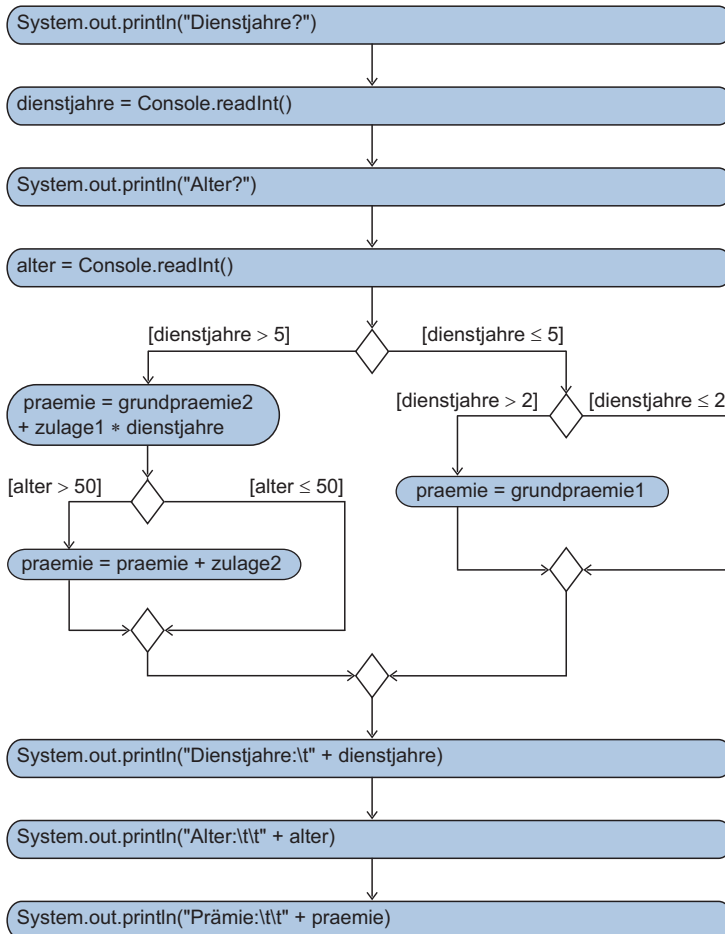 System.out.println("Dienstjahre?")
dienstjahre = Console.readInt()
System.out.println("Alter?")
alter = Console.readInt()
[dienstjahre > 5]
[dienstjahre ≤ 5]
praemie = grundpraemie2
+ zulage1 * dienstjahre
[dienstjahre > 2]
[dienstjahre ≤ 2
[alter > 50]
[alter ≤ 50]
praemie = grundpraemie1
praemie = praemie + zulage2
System.out.println("Dienstjahre:\t" + dienstjahre)
System.out.println("Alter:\t\t" + alter)
System.out.println("Prämie:\t\t" + praemie)